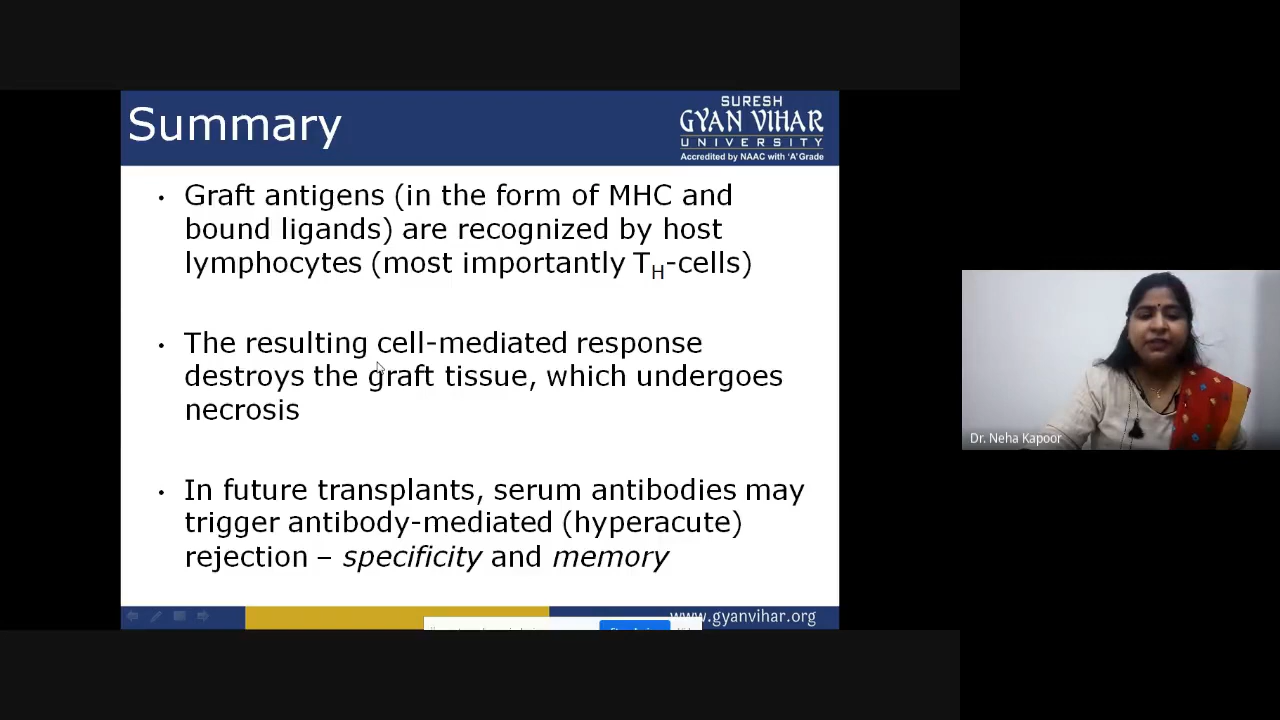 Summary
SURESH
GYAN VIHAR
UNIVERSITY
Accredited by NAAC with 'A' Grade
• Graft antigens (in the form of MHC and
bound ligands) are recognized by host
lymphocytes (most importantly TH-cells)
• The resulting cell-mediated response
destroys the graft tissue, which undergoes
necrosis
• In future transplants, serum antibodies may
trigger antibody-mediated (hyperacute)
rejection – specificity and memory
www.gyanvihar.org
Dr. Neha Kapoor